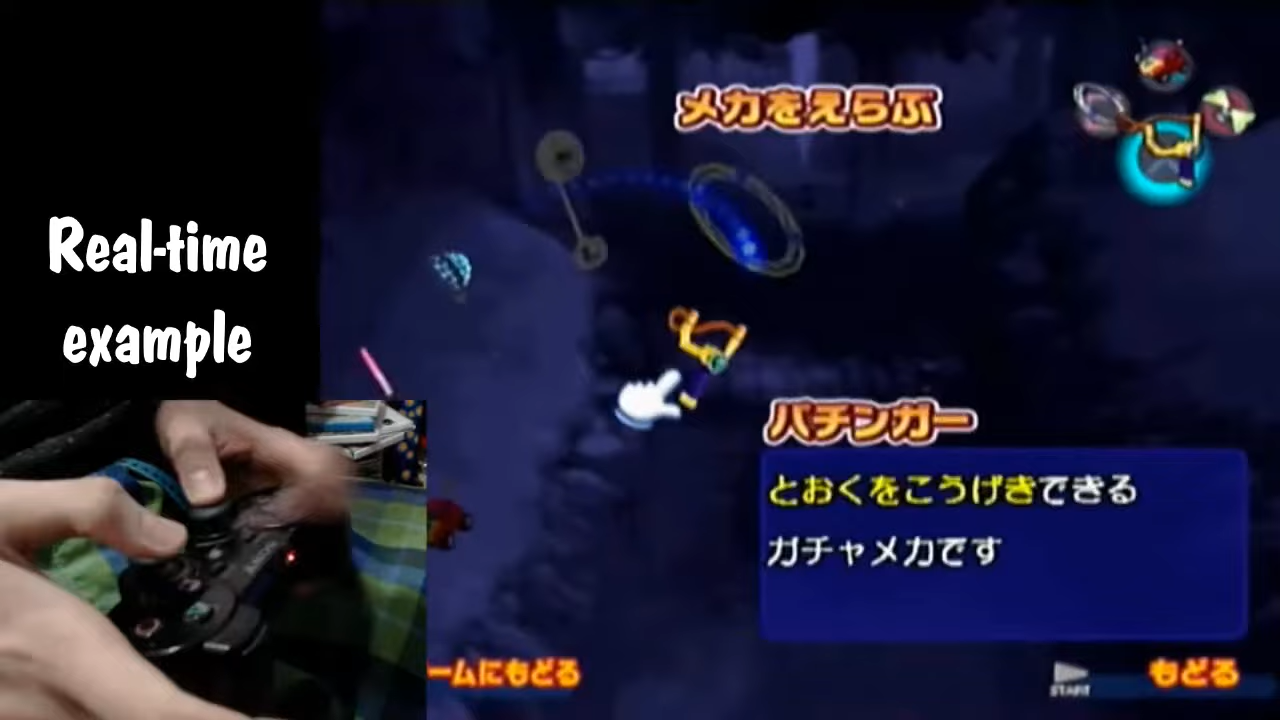 Real-time
example
メカをえらぶ
パチンガー
とおくをこうげきできる
ガチャメカです
ームにもどる
START
もどる